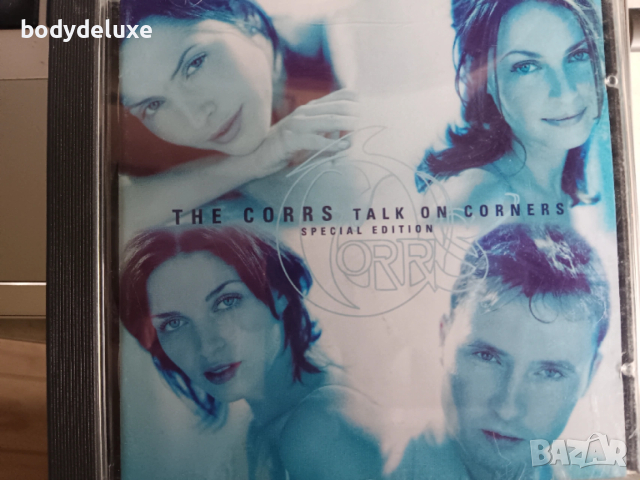 bodydeluxe
THE CORRS TALK ON CORNERS
SPECIAL EDITION
CORRS
BAZAR